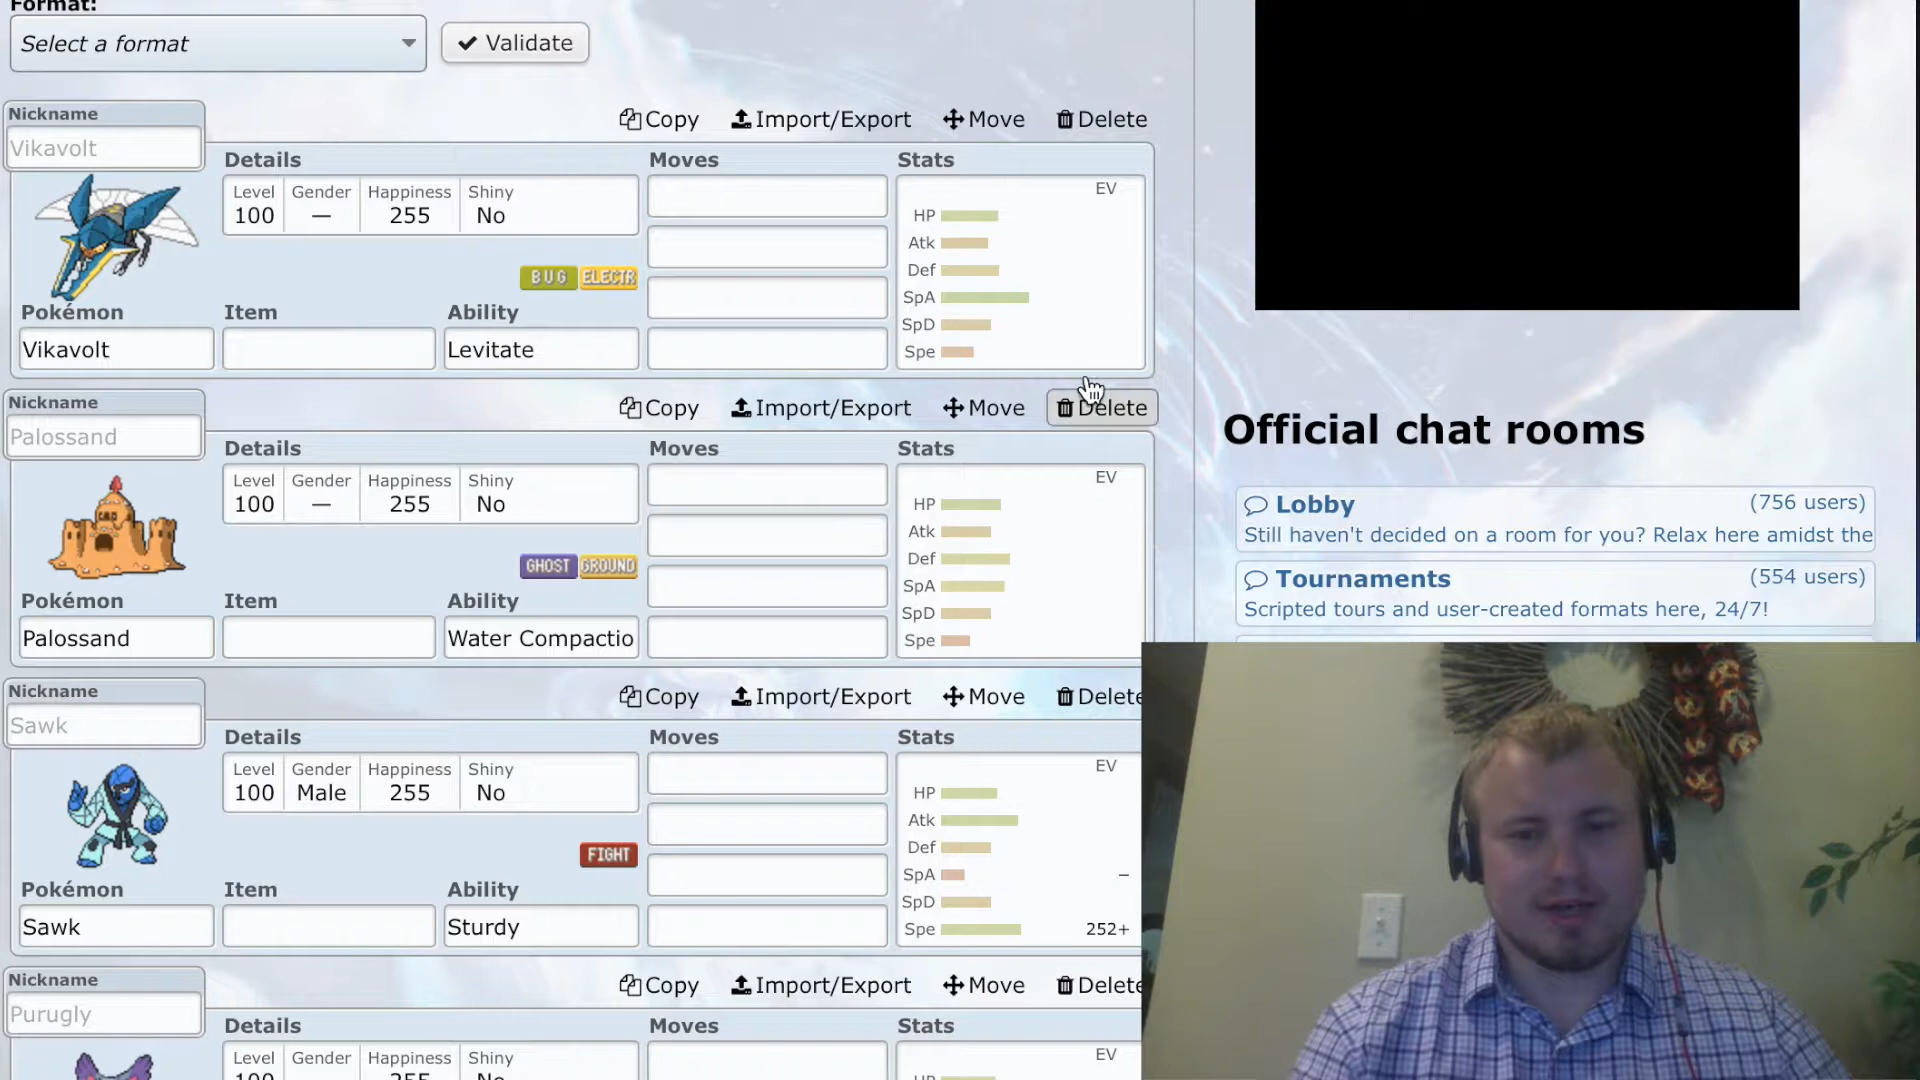 Format:
Select a format
Validate
Nickname
Vikavolt
Copy Import/Export Move Delete
Details Moves Stats
Level Gender Happiness Shiny
100 — 255 No
EV
HP
Atk
Def
SpA
SpD
Spe
BUG ELECTR
Pokémon Item Ability
Vikavolt Levitate
Nickname
Palossand
Copy Import/Export Move Delete
Details Moves Stats
Level Gender Happiness Shiny
100 — 255 No
EV
HP
Atk
Def
SpA
SpD
Spe
GHOST GROUND
Pokémon Item Ability
Palossand Water Compactio
Nickname
Sawk
Copy Import/Export Move Delete
Details Moves Stats
Level Gender Happiness Shiny
100 Male 255 No
EV
HP
Atk
Def
SpA –
SpD
Spe 252+
FIGHT
Pokémon Item Ability
Sawk Sturdy
Nickname
Purugly
Copy Import/Export Move Delete
Details Moves Stats
Level Gender Happiness Shiny
100 255 No
EV
HP
Official chat rooms
Lobby (756 users)
Still haven't decided on a room for you? Relax here amidst the
Tournaments (554 users)
Scripted tours and user-created formats here, 24/7!